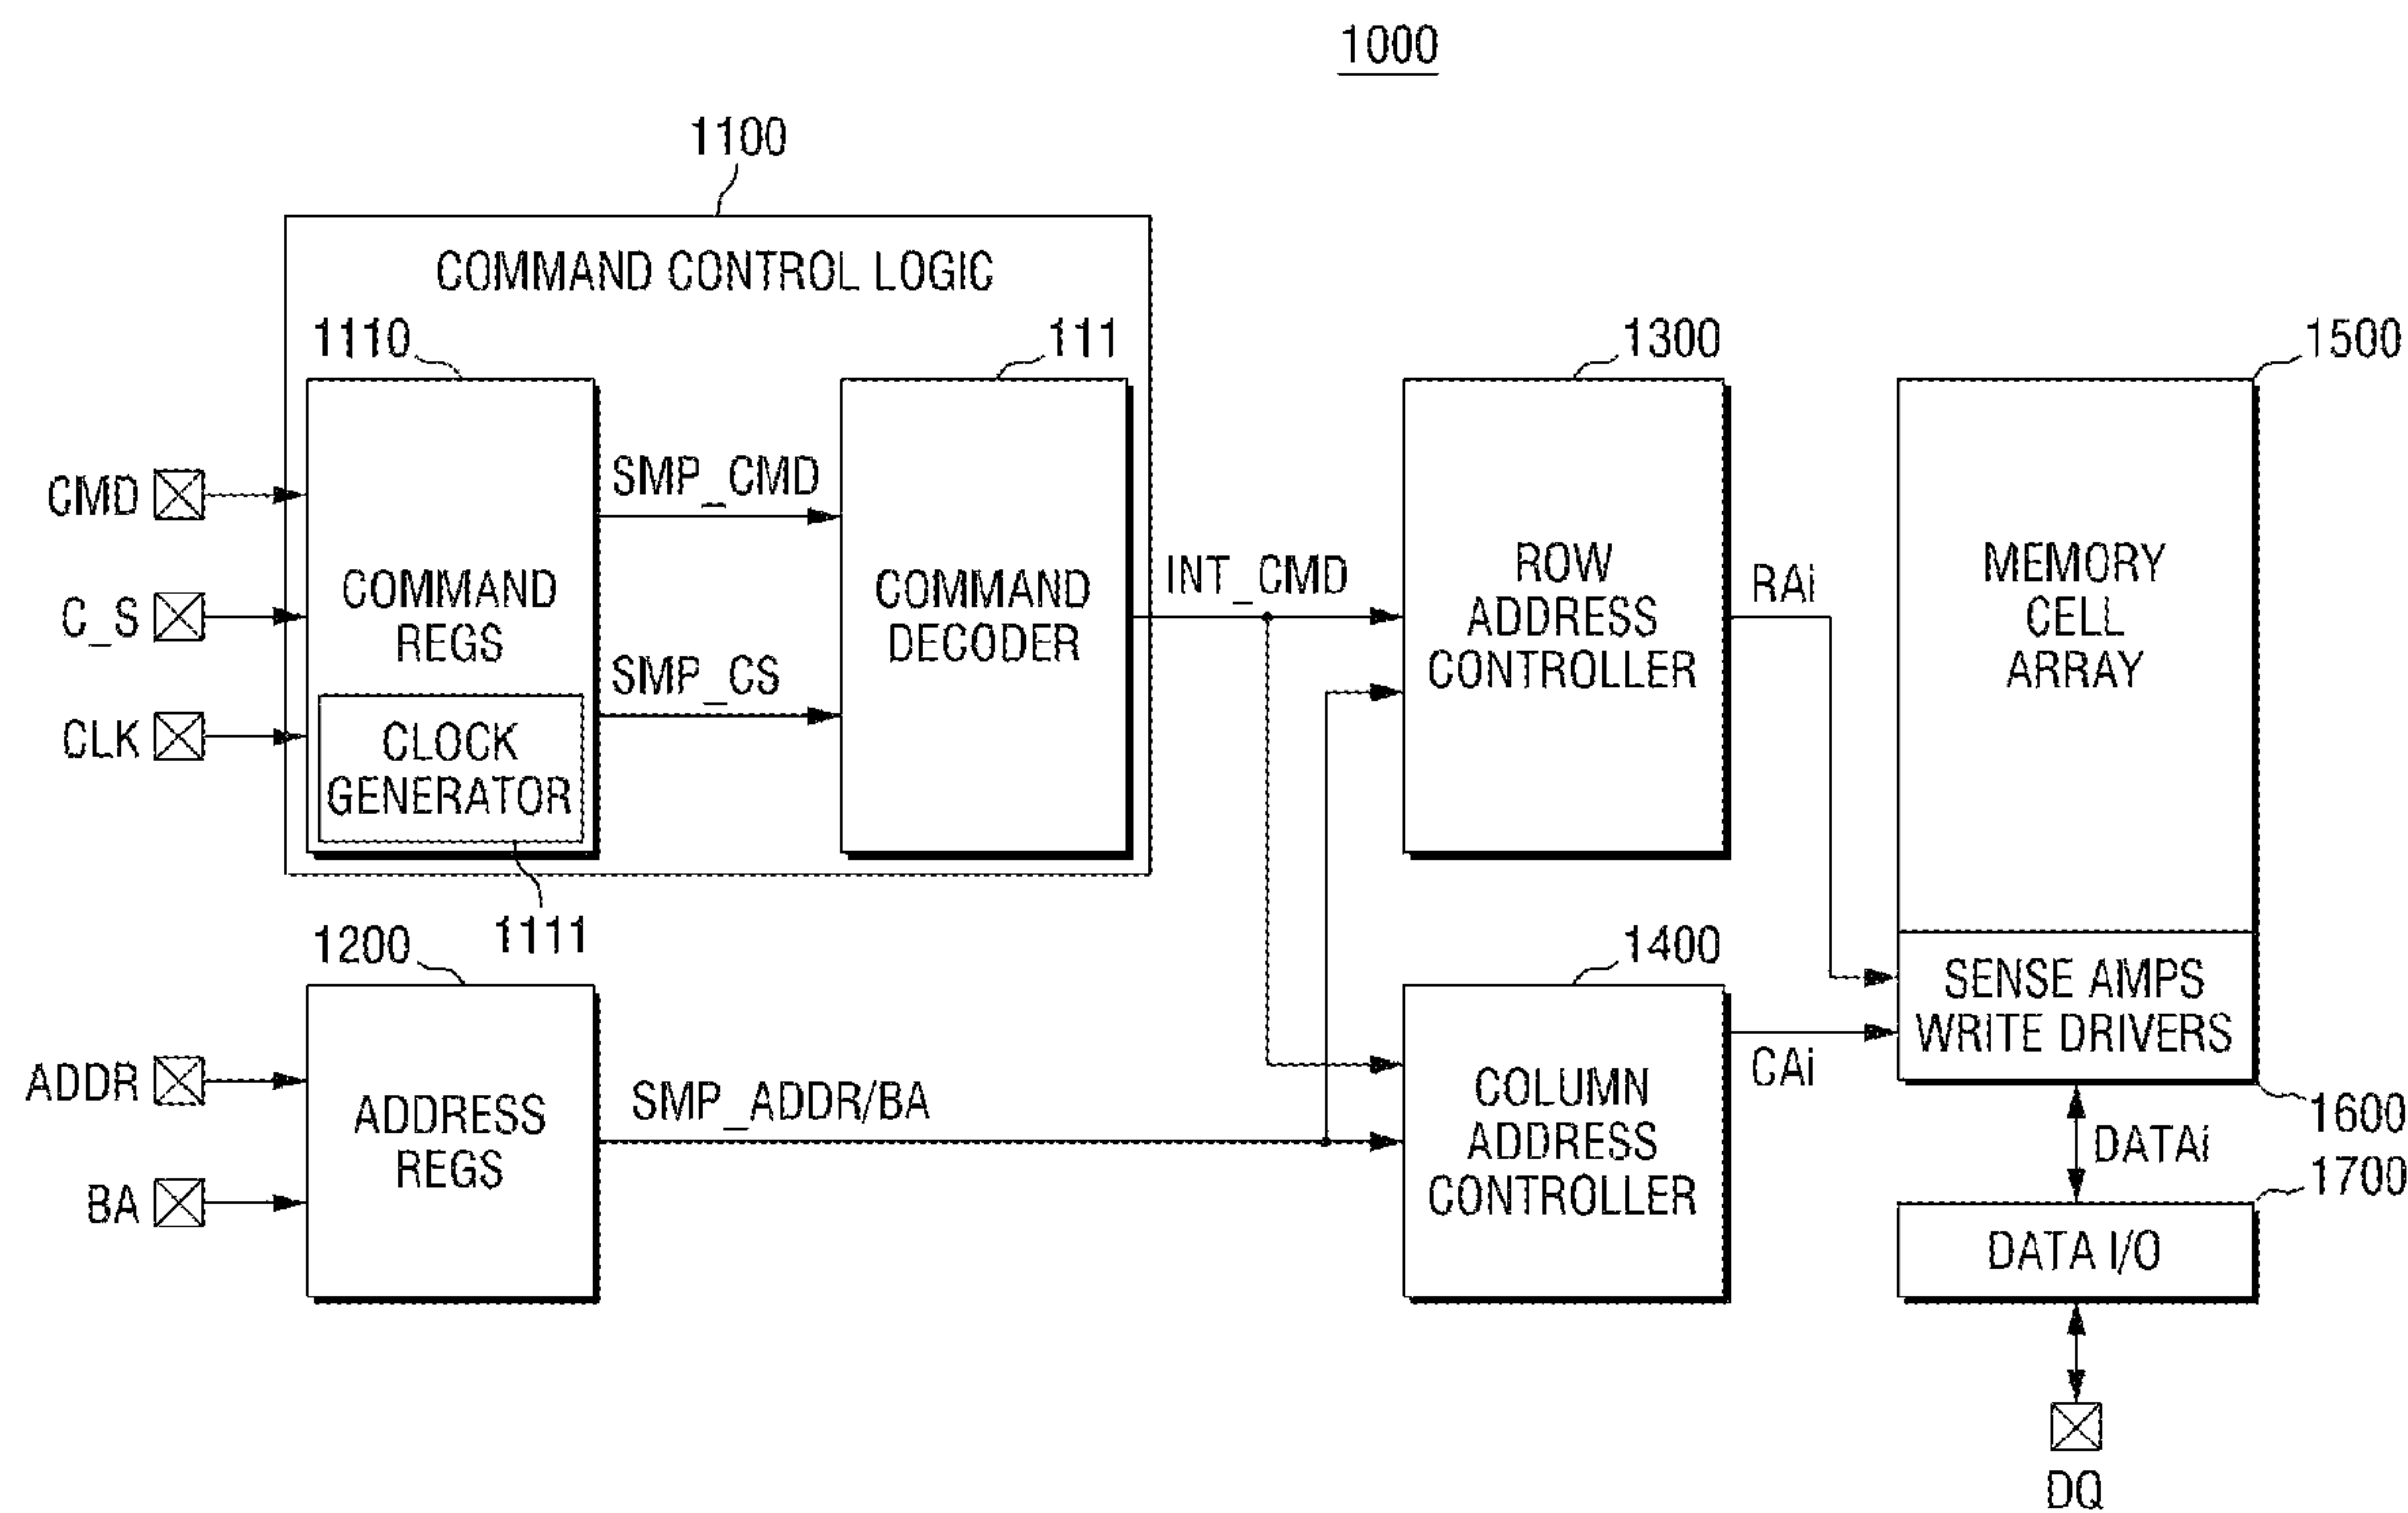 1000
1100
COMMAND CONTROL LOGIC
1110
111
1300
1500
CMD
C_S
CLK
COMMAND
REGS
CLOCK
GENERATOR
1111
SMP_CMD
SMP_CS
COMMAND
DECODER
INT_CMD
ROW
ADDRESS
CONTROLLER
RAi
MEMORY
CELL
ARRAY
1200
1400
ADDR
BA
ADDRESS
REGS
SMP_ADDR/BA
COLUMN
ADDRESS
CONTROLLER
CAi
SENSE AMPS
WRITE DRIVERS
1600
DATAi
1700
DATA I/O
DQ